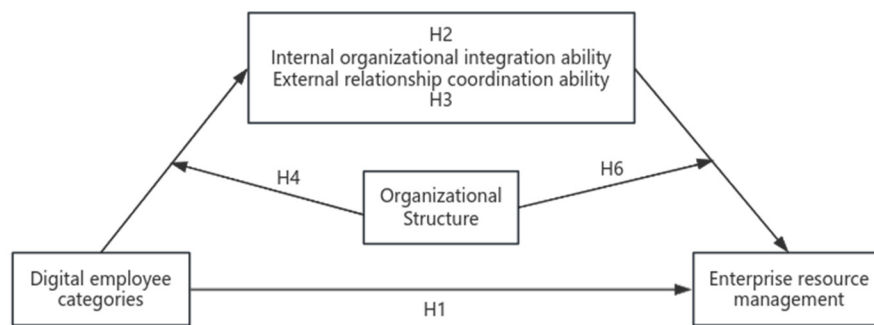 H2
Internal organizational integration ability
External relationship coordination ability
H3
H4
H6
Organizational
Structure
Digital employee
categories
Enterprise resource
management
H1